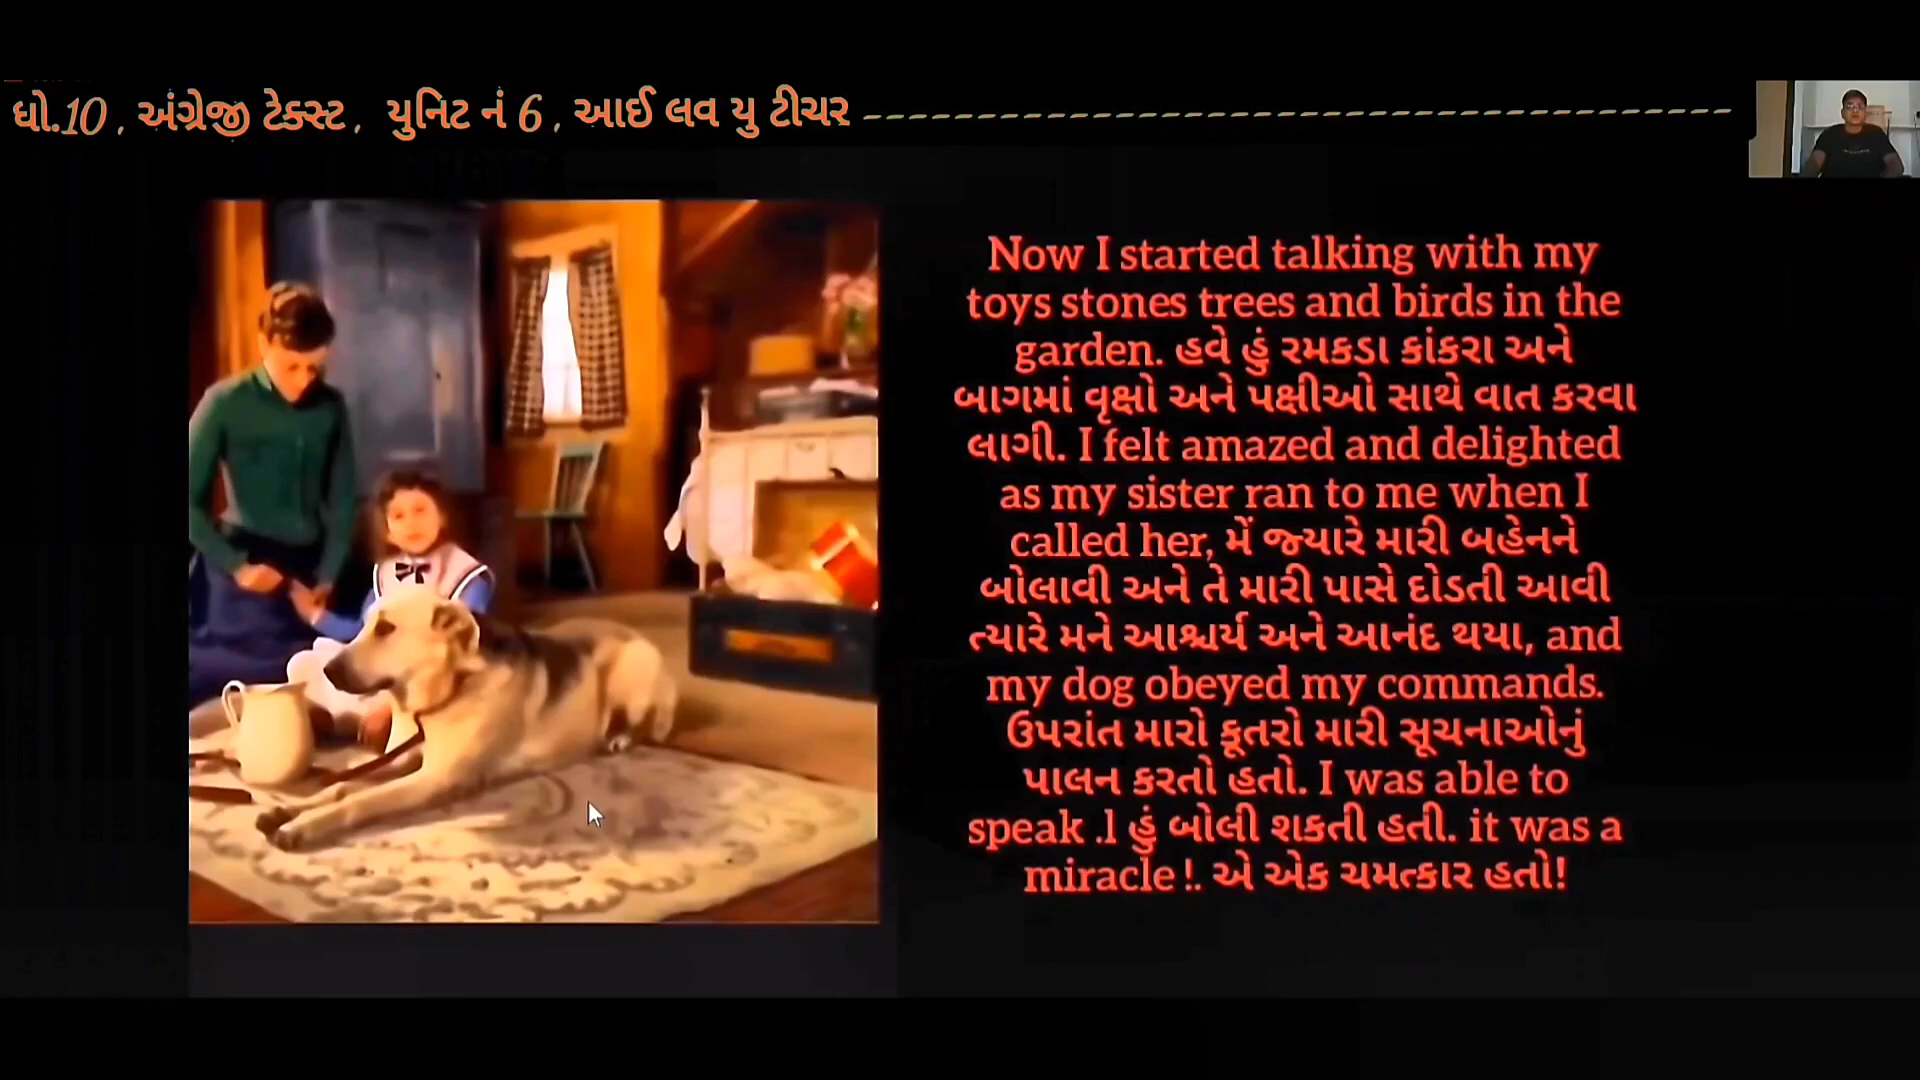 ધો.10 , અંગ્રેજી ટેક્સ્ટ , યુનિટ નં 6 , આઈ લવ યુ ટીચર -------------------------------------
Now I started talking with my
toys stones trees and birds in the
garden. હવે હું રમકડા કાંકરા અને
બાગમાં વૃક્ષો અને પક્ષીઓ સાથે વાત કરવા
લાગી. I felt amazed and delighted
as my sister ran to me when I
called her, મેં જ્યારે મારી બહેનને
બોલાવી અને તે મારી પાસે દોડતી આવી
ત્યારે મને આશ્ચર્ય અને આનંદ થયા, and
my dog obeyed my commands.
ઉપરાંત મારો કૂતરો મારી સૂચનાઓનું
પાલન કરતો હતો. I was able to
speak .l હું બોલી શકતી હતી. it was a
miracle !. એ એક ચમત્કાર હતો!